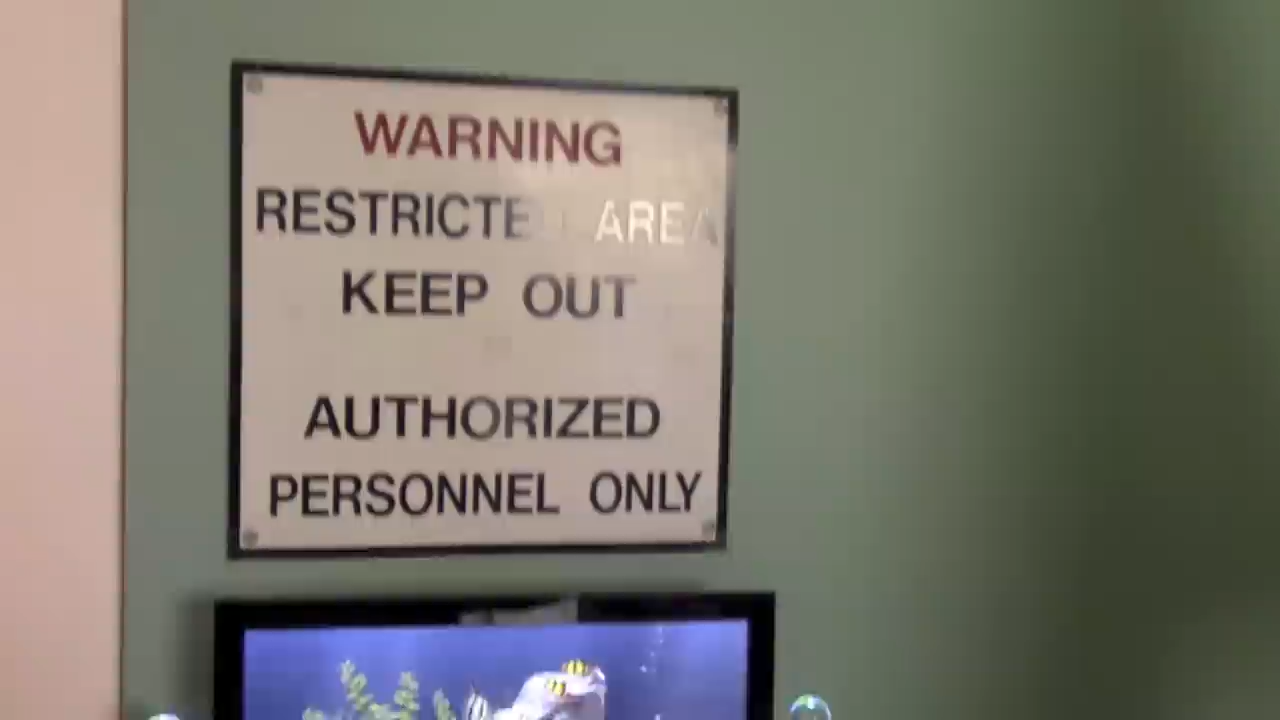 WARNING
RESTRICTED AREA
KEEP OUT
AUTHORIZED
PERSONNEL ONLY